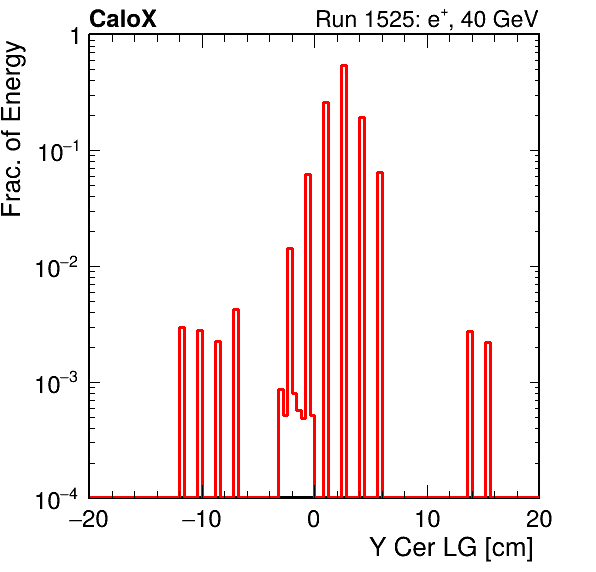 CaloX Run 1525: e⁺, 40 GeV
Frac. of Energy
1
10⁻¹
10⁻²
10⁻³
10⁻⁴
−20 −10 0 10 20
Y Cer LG [cm]